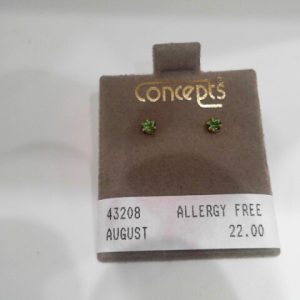 Concepts
43208 ALLERGY FREE
AUGUST 22.00